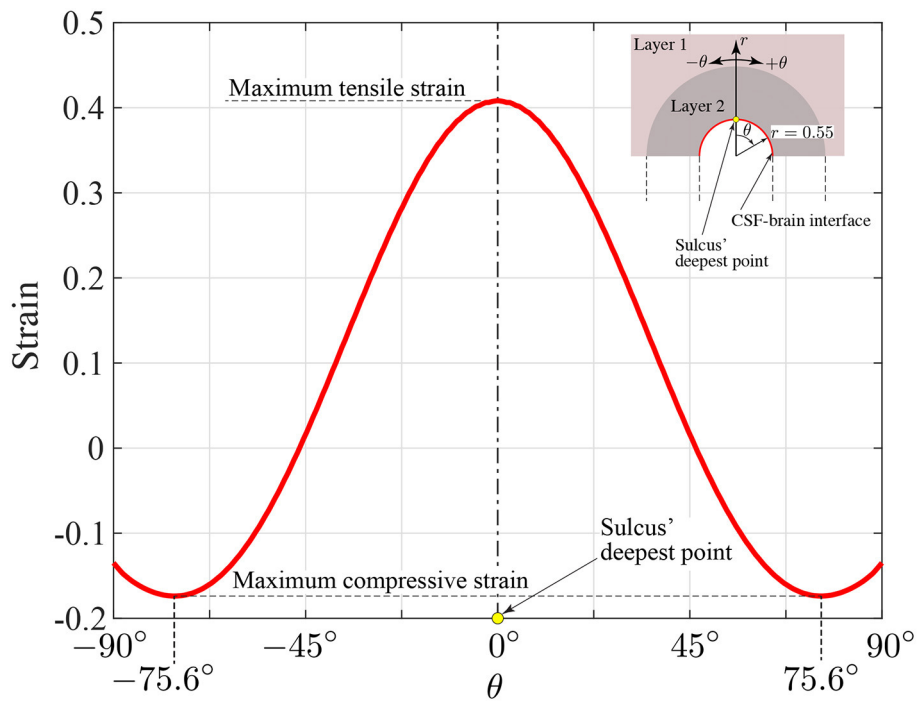 0.5
0.4
0.3
0.2
0.1
0
-0.1
-0.2
Strain
Maximum tensile strain
Layer 1
r
−θ
+θ
Layer 2
θ
r = 0.55
CSF-brain interface
Sulcus'
deepest point
Sulcus'
deepest point
Maximum compressive strain
−90°
−45°
0°
45°
90°
−75.6°
75.6°
θ